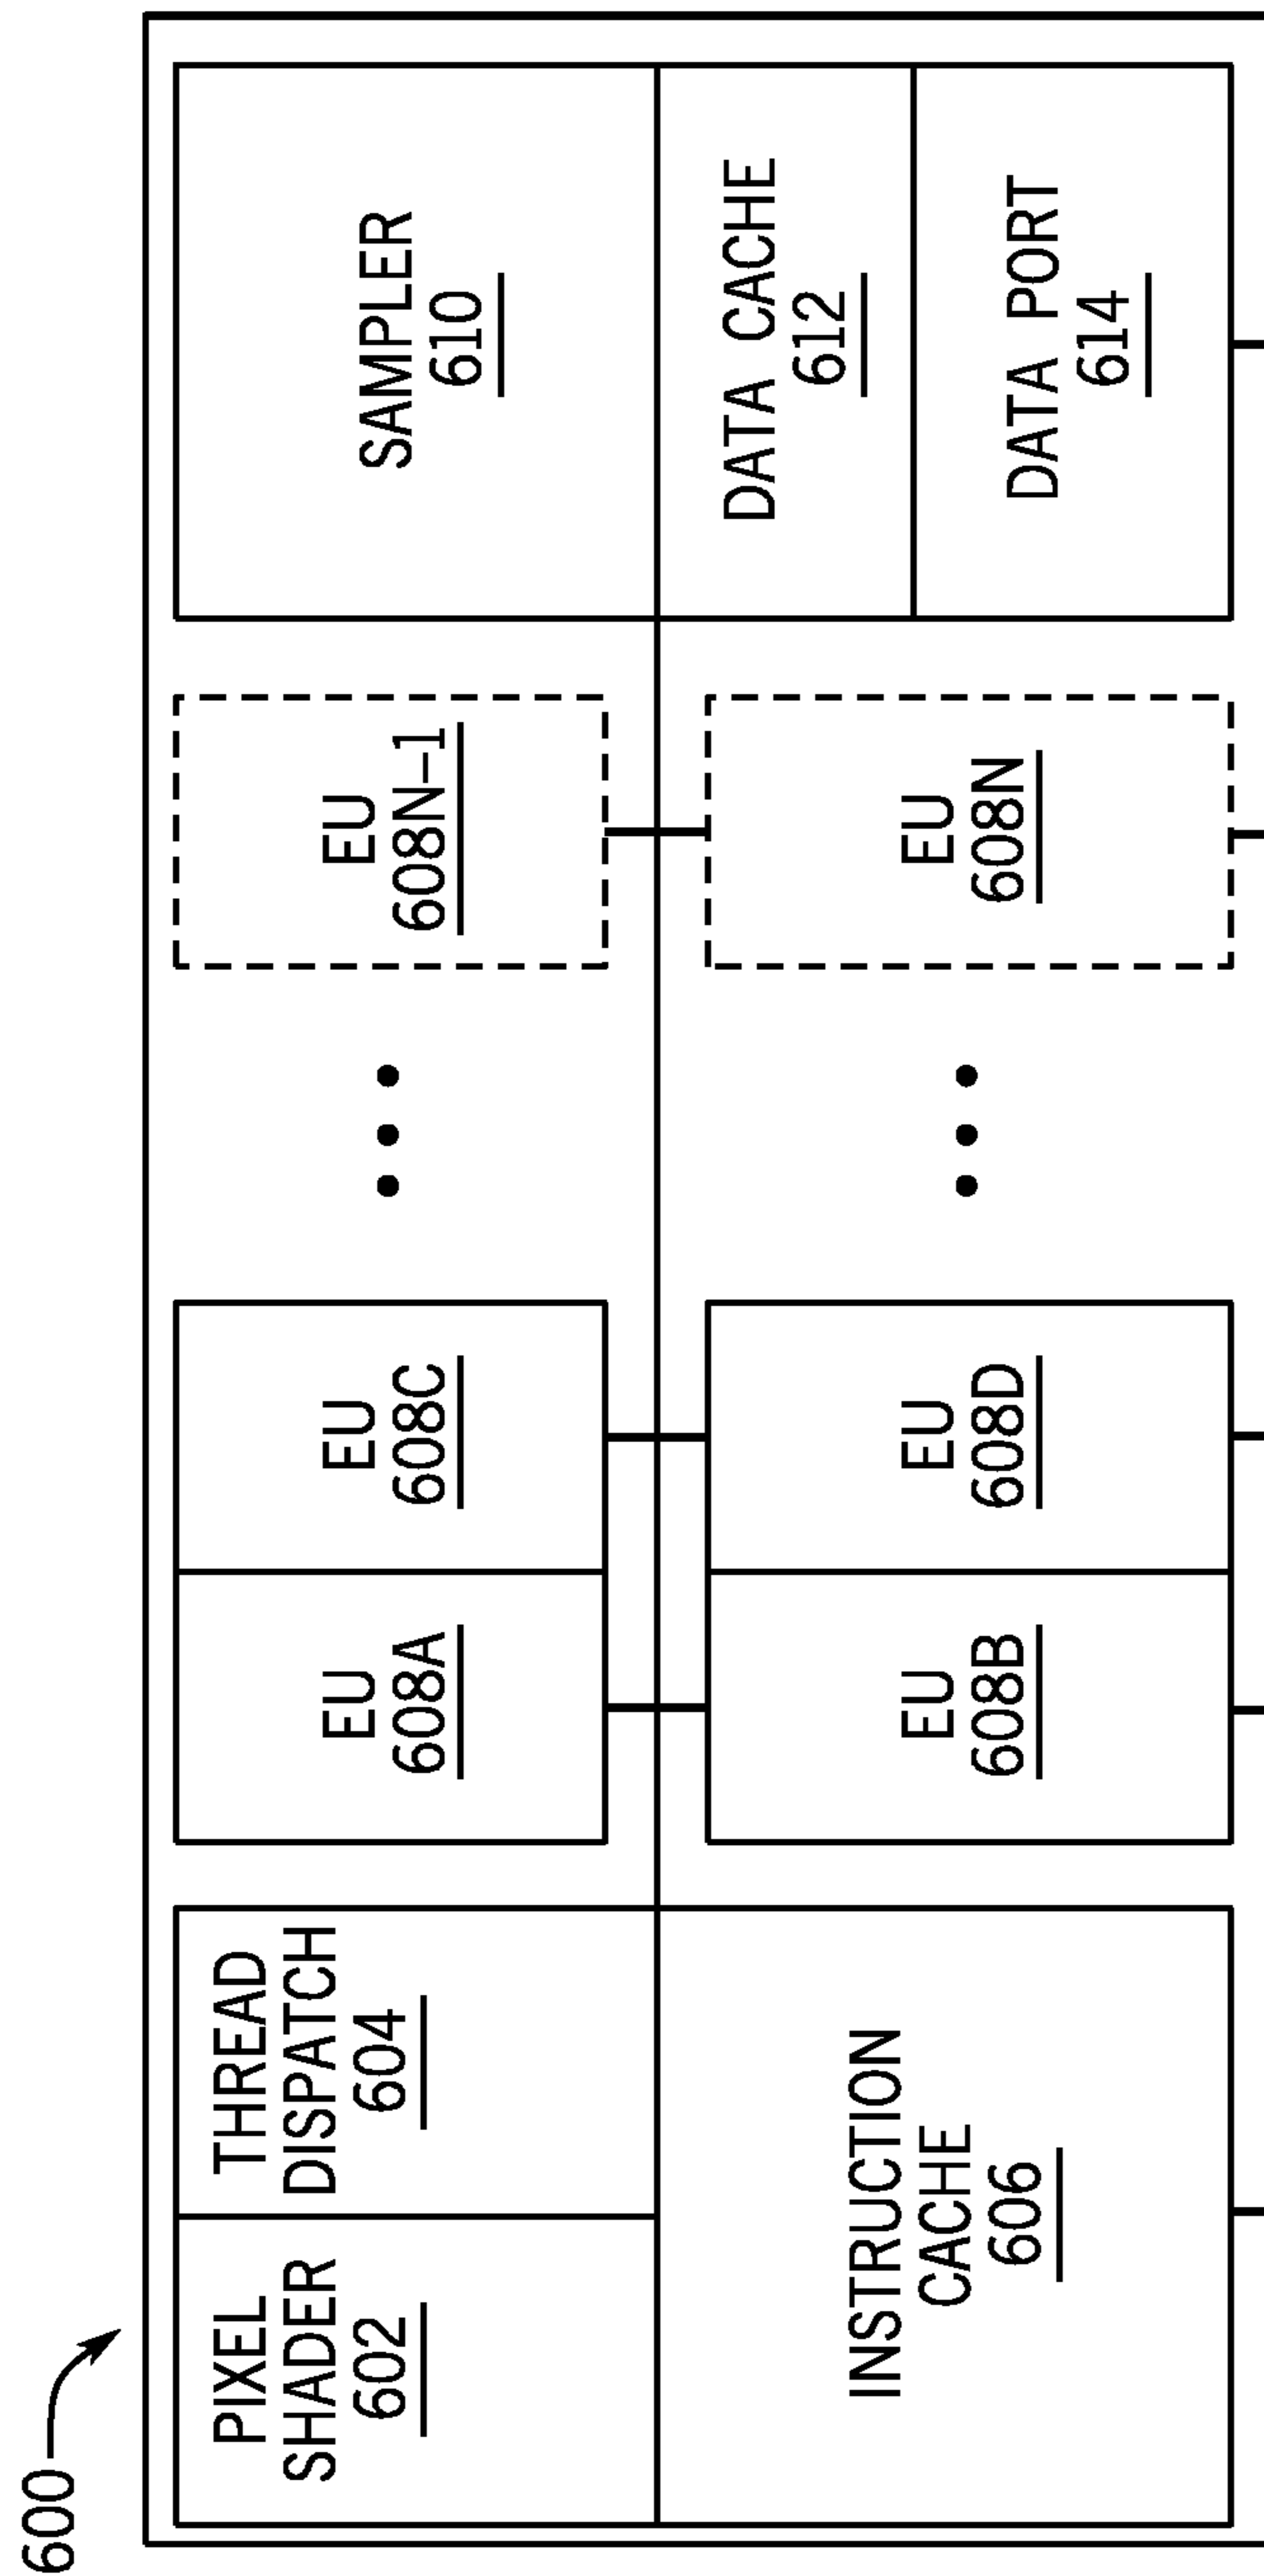 600
PIXEL
SHADER
602
THREAD
DISPATCH
604
EU
608A
EU
608C
EU
608N–1
SAMPLER
610
INSTRUCTION
CACHE
606
EU
608B
EU
608D
EU
608N
DATA CACHE
612
DATA PORT
614